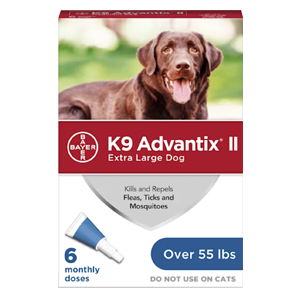 BAYER
BAYER
K9 Advantix® II
Extra Large Dog
Kills and Repels
Fleas, Ticks and
Mosquitoes
6
monthly
doses
Over 55 lbs
DO NOT USE ON CATS